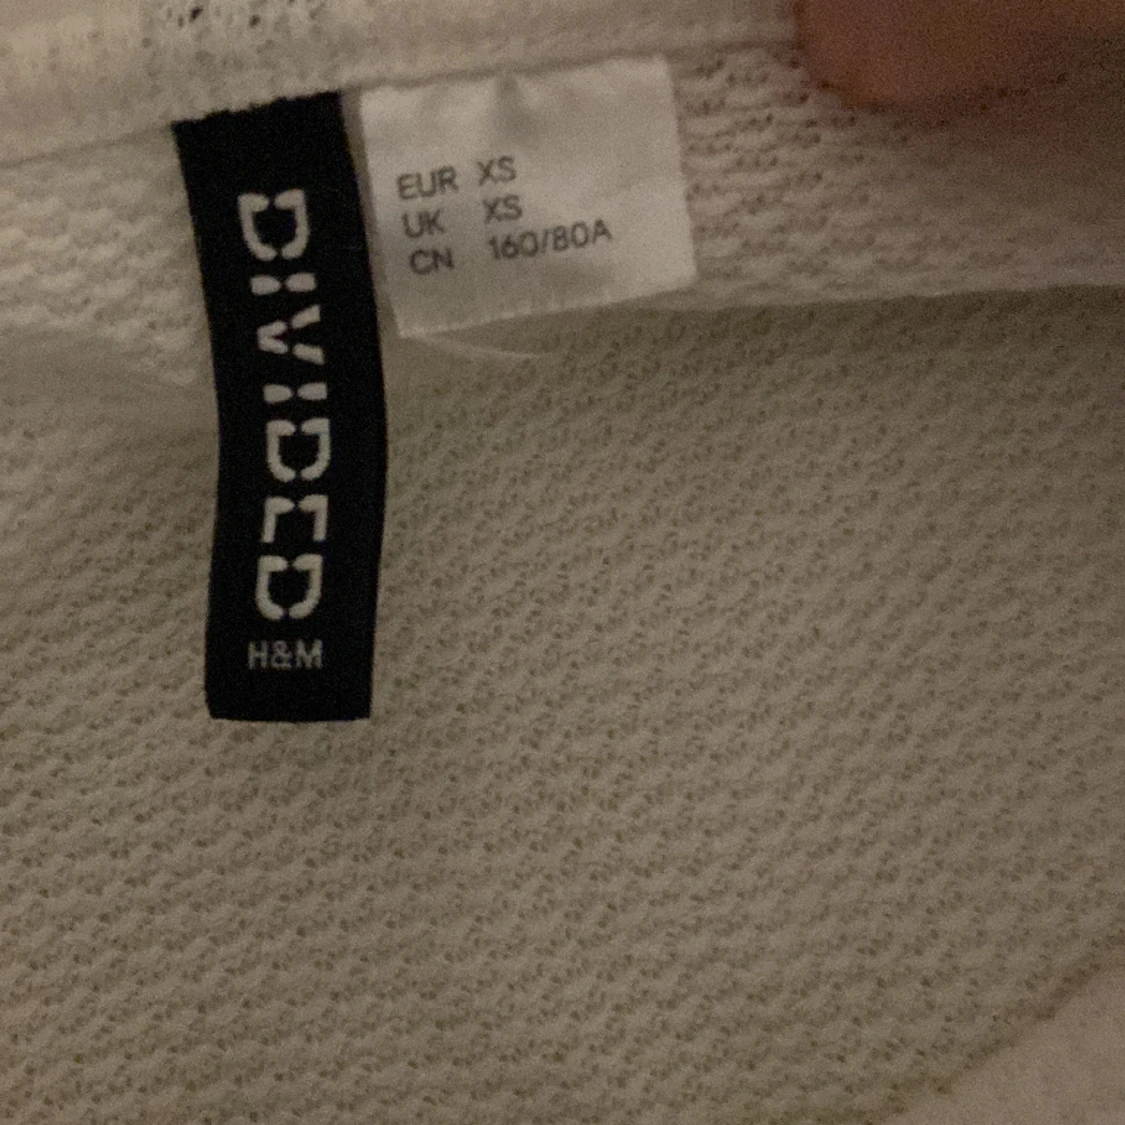 DIVIDED
H&M
EUR XS
UK XS
CN 160/80A